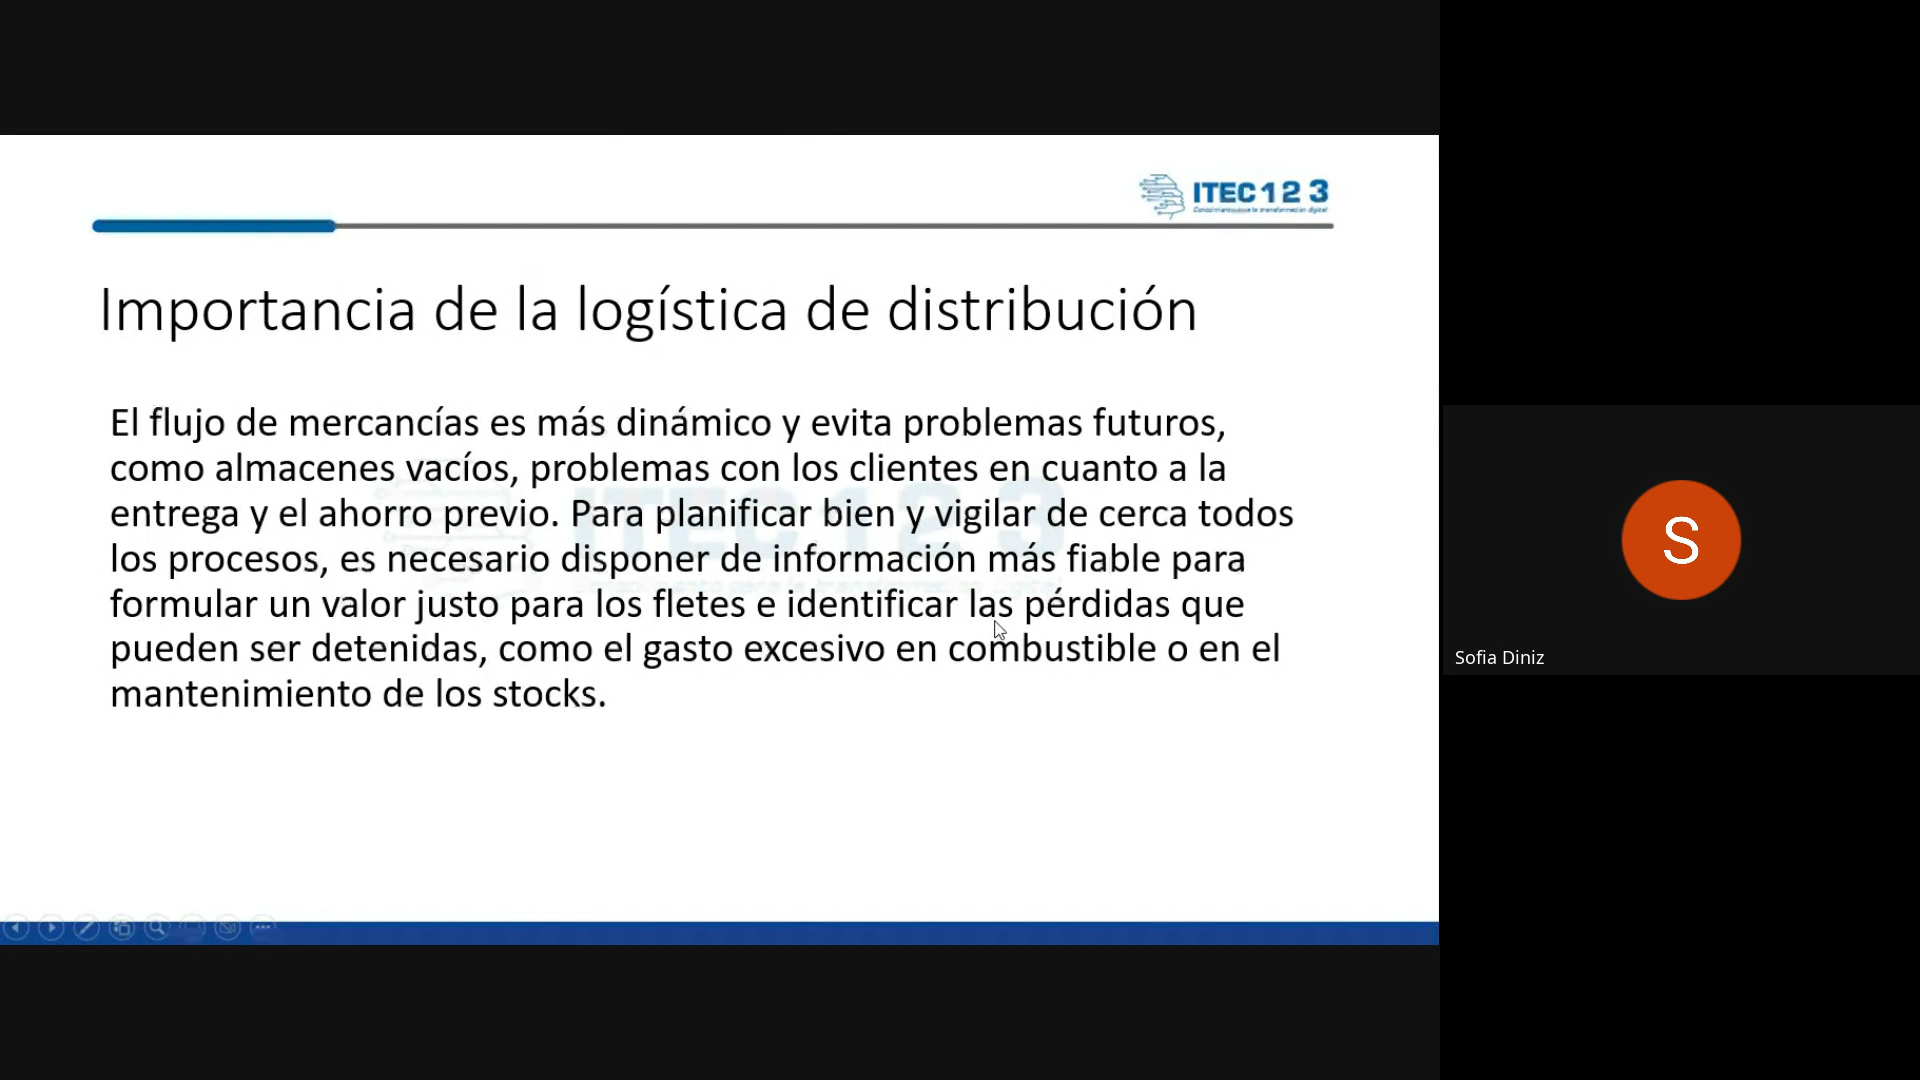 ITEC 1 2 3
Importancia de la logística de distribución
El flujo de mercancías es más dinámico y evita problemas futuros,
como almacenes vacíos, problemas con los clientes en cuanto a la
entrega y el ahorro previo. Para planificar bien y vigilar de cerca todos
los procesos, es necesario disponer de información más fiable para
formular un valor justo para los fletes e identificar las pérdidas que
pueden ser detenidas, como el gasto excesivo en combustible o en el
mantenimiento de los stocks.
ITEC 1 2 3
S
Sofia Diniz